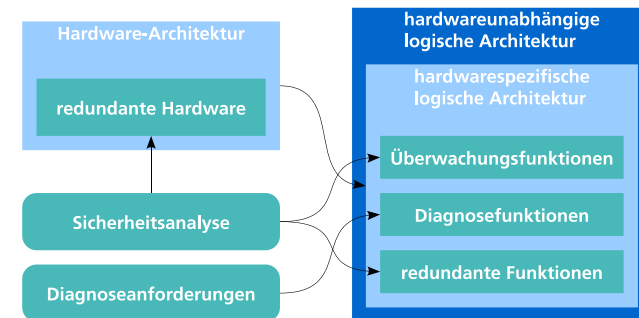 Hardware-Architektur
redundante Hardware
Sicherheitsanalyse
Diagnoseanforderungen
hardwareunabhängige
logische Architektur
hardwarespezifische
logische Architektur
Überwachungsfunktionen
Diagnosefunktionen
redundante Funktionen